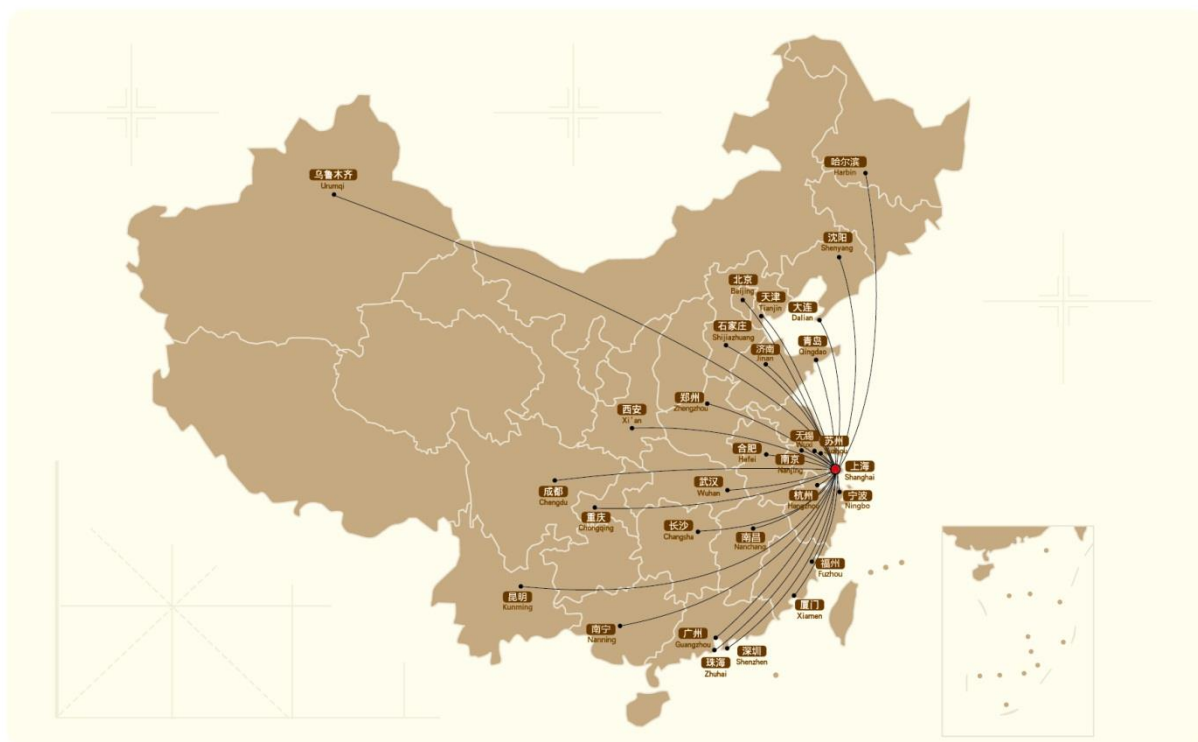 乌鲁木齐
Urumqi
哈尔滨
Harbin
沈阳
Shenyang
北京
Beijing
天津
Tianjin
大连
Dalian
石家庄
Shijiazhuang
济南
Jinan
青岛
Qingdao
郑州
Zhengzhou
西安
Xi'an
无锡
苏州
合肥
Hefei
南京
Nanjing
上海
Shanghai
成都
Chengdu
武汉
Wuhan
杭州
Hangzhou
宁波
Ningbo
重庆
Chongqing
长沙
Changsha
南昌
Nanchang
福州
Fuzhou
昆明
Kunming
厦门
Xiamen
南宁
Nanning
广州
Guangzhou
珠海
Zhuhai
深圳
Shenzhen